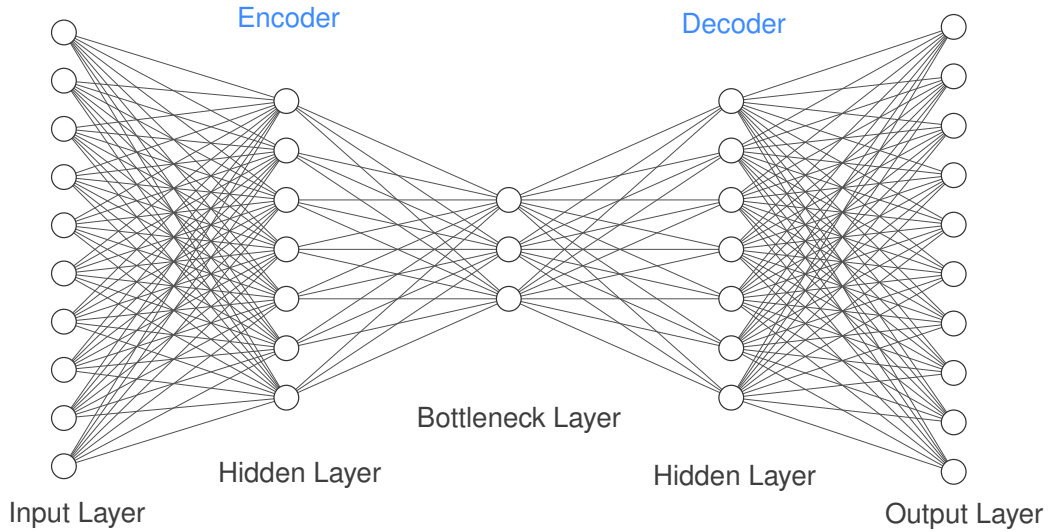 Encoder
Decoder
Bottleneck Layer
Hidden Layer
Hidden Layer
Input Layer
Output Layer